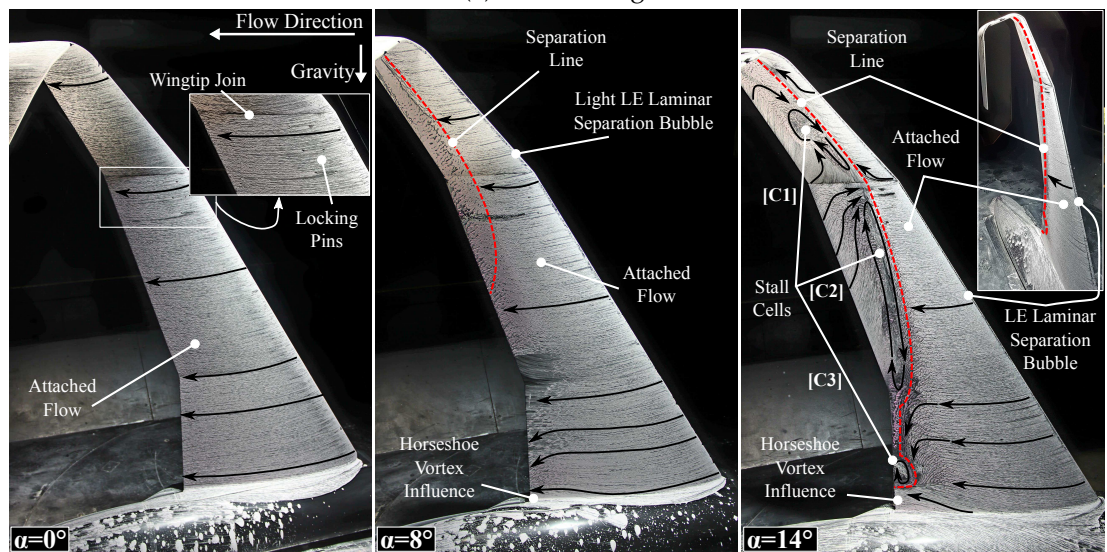 Flow Direction
Gravity
Wingtip Join
Locking
Pins
Attached
Flow
α=0°
Separation
Line
Light LE Laminar
Separation Bubble
Attached
Flow
Horseshoe
Vortex
Influence
α=8°
Separation
Line
Attached
Flow
[C1]
Stall
Cells
[C2]
[C3]
LE Laminar
Separation
Bubble
Horseshoe
Vortex
Influence
α=14°